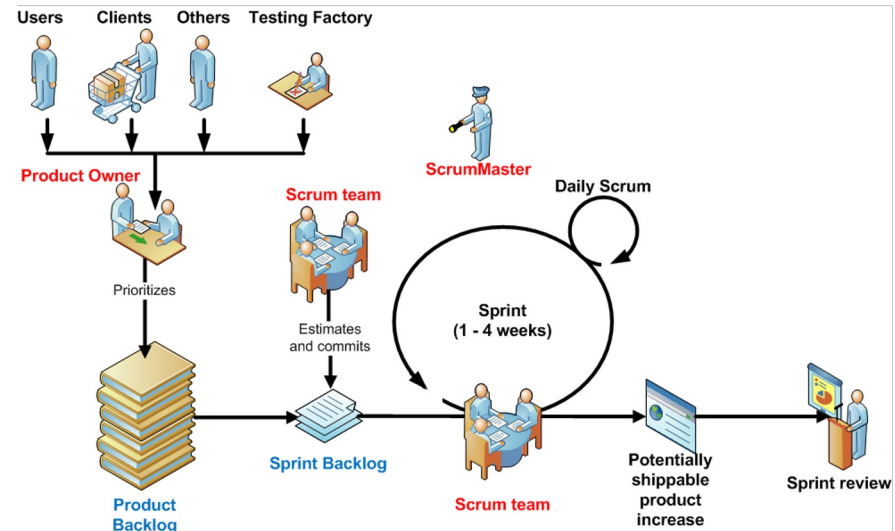 Users
Clients
Others
Testing Factory
Product Owner
Scrum team
ScrumMaster
Daily Scrum
Prioritizes
Estimates
and commits
Sprint
(1 - 4 weeks)
Product
Backlog
Sprint Backlog
Scrum team
Potentially
shippable
product
increase
Sprint review